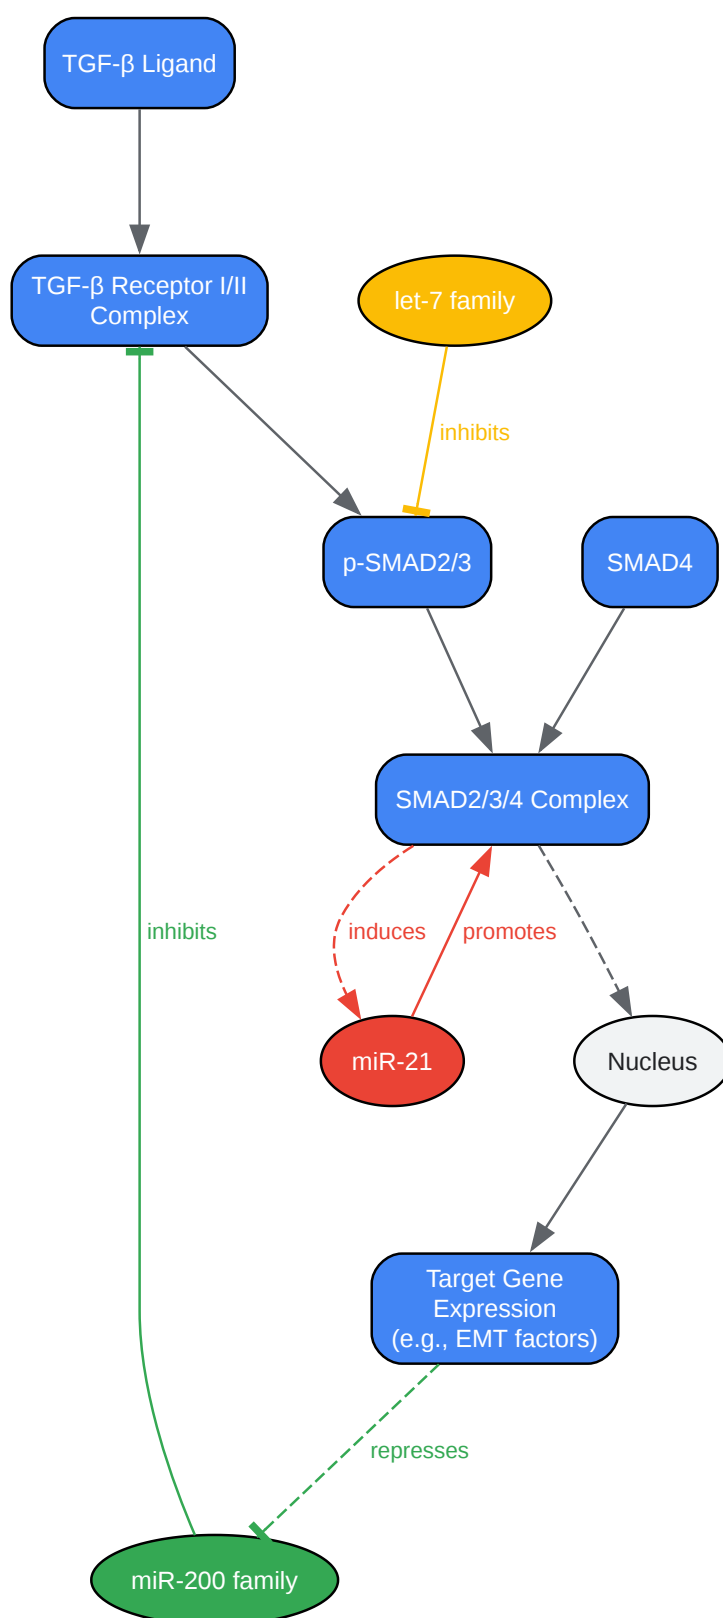 TGF-β Ligand
TGF-β Receptor I/II
Complex
let-7 family
inhibits
p-SMAD2/3
SMAD4
SMAD2/3/4 Complex
inhibits
induces
promotes
miR-21
Nucleus
Target Gene
Expression
(e.g., EMT factors)
represses
miR-200 family